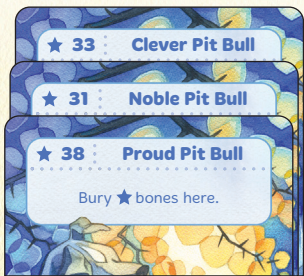 ★ 33 Clever Pit Bull
★ 31 Noble Pit Bull
★ 38 Proud Pit Bull
Bury ★ bones here.